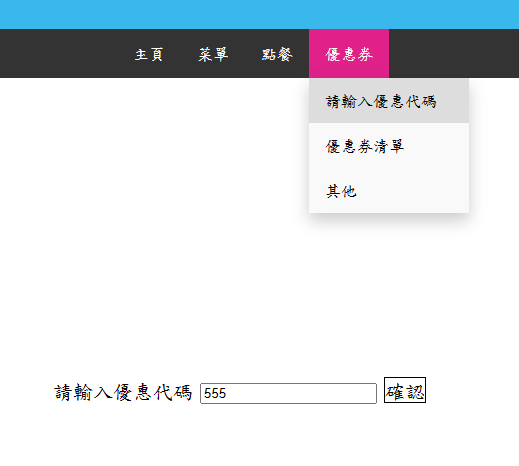 主頁 菜單 點餐 優惠券
請輸入優惠代碼
優惠券清單
其他
請輸入優惠代碼 555 確認